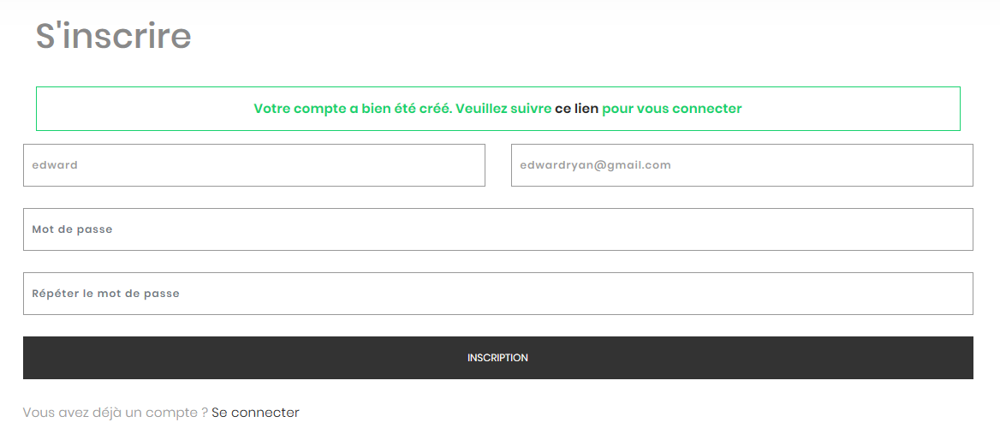 S'inscrire
Votre compte a bien été créé. Veuillez suivre ce lien pour vous connecter
edward
edwardryan@gmail.com
Mot de passe
Répéter le mot de passe
INSCRIPTION
Vous avez déjà un compte ? Se connecter